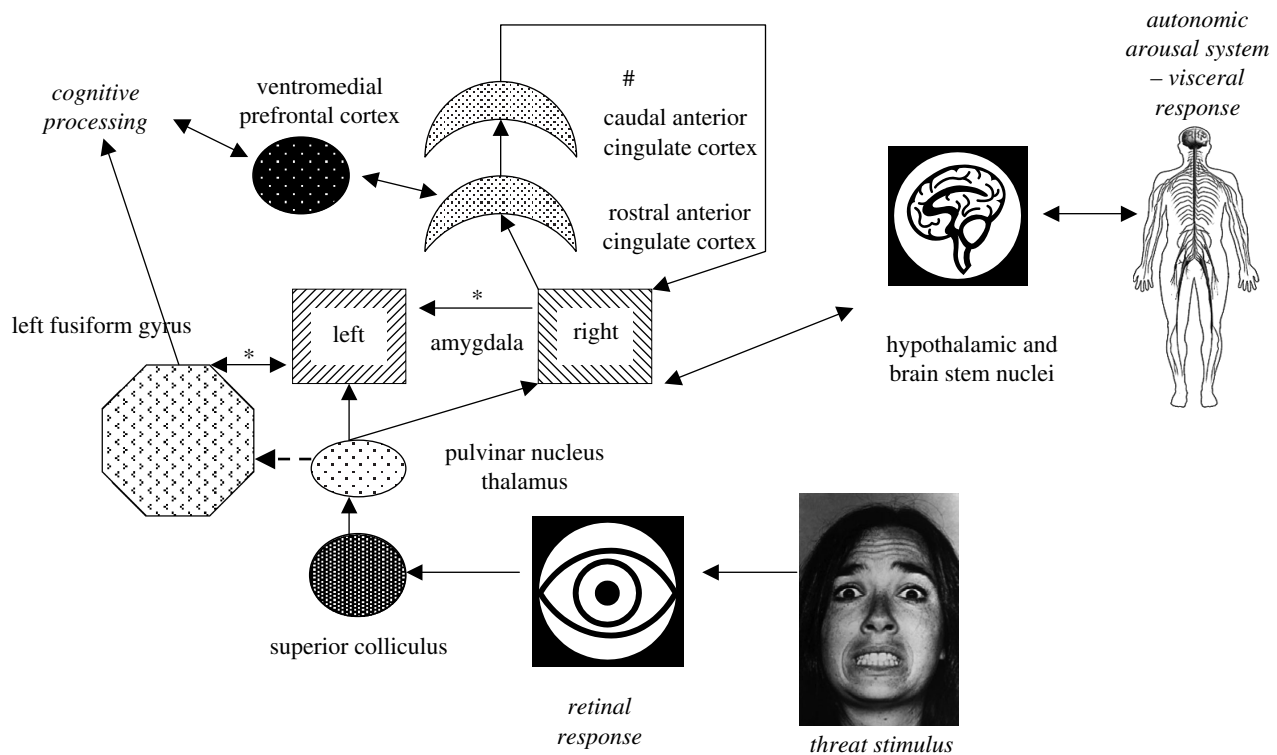 autonomic
arousal system
– visceral
response
#
ventromedial
prefrontal cortex
cognitive
processing
caudal anterior
cingulate cortex
rostral anterior
cingulate cortex
*
left fusiform gyrus
left
amygdala
right
*
hypothalamic and
brain stem nuclei
pulvinar nucleus
thalamus
superior colliculus
retinal
response
threat stimulus